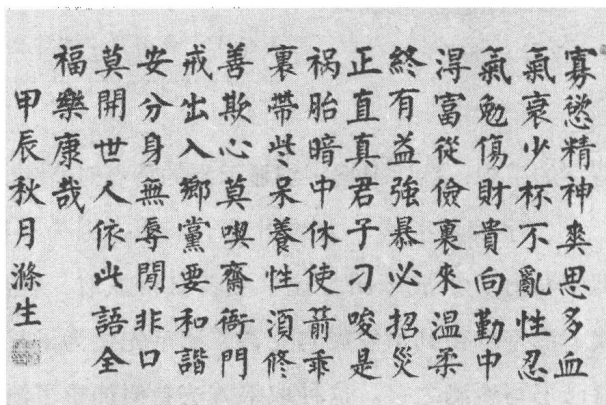 寡慾精神爽思多血
氣衰少杯不亂性忍
氣勉傷財貴向勤中
淂富從儉裏來温柔
終有益強暴必招災
正直真君子刁唆是
禍胎暗中休使箭乖
裏帶些呆養性湏修
善欺心莫喫齋衙門
戒出入鄉黨要和諧
安分身無辱閒非口
莫開世人依此語全
福樂康哉
甲辰秋月滌生